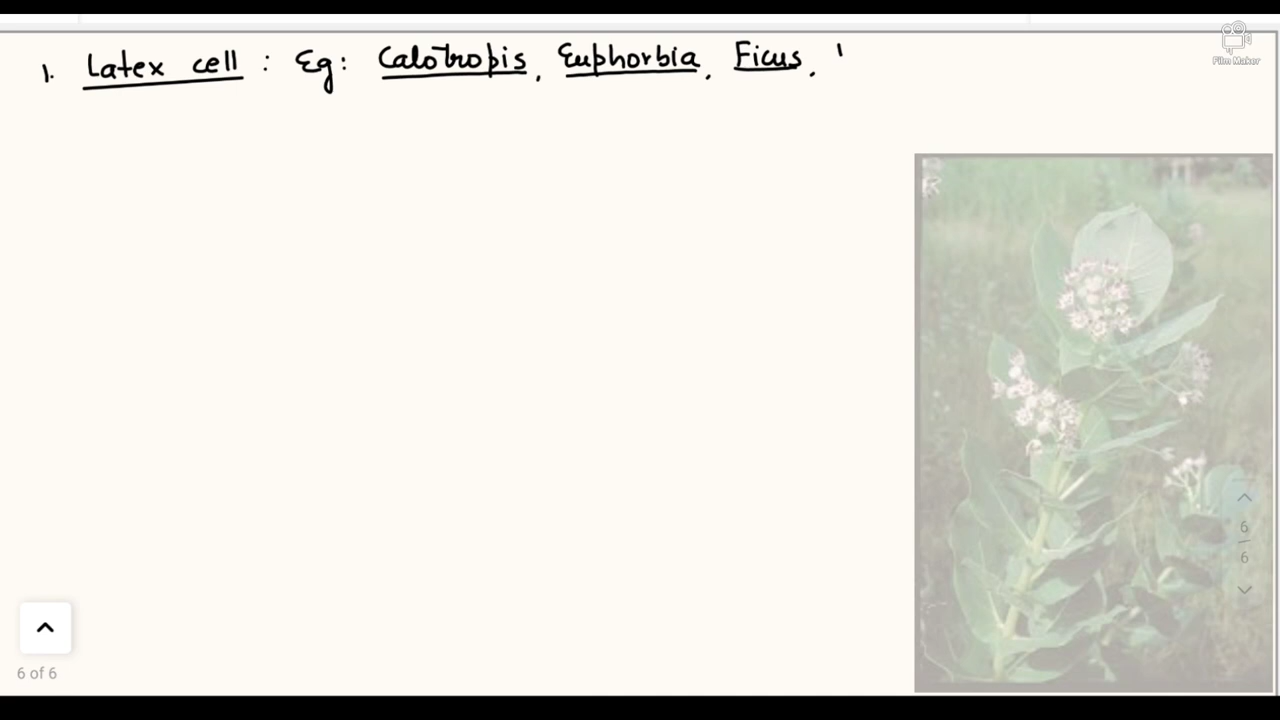 Film Maker
1. Latex cell : Eg: Calotropis, Euphorbia, Ficus,
6
6
6 of 6